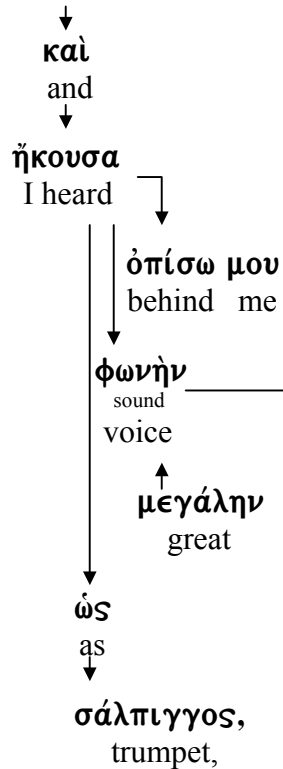 καὶ
and
ἤκουσα
I heard
ὀπίσω μου
behind me
φωνὴν
sound
voice
μεγάλην
great
ὡς
as
σάλπιγγος,
trumpet,